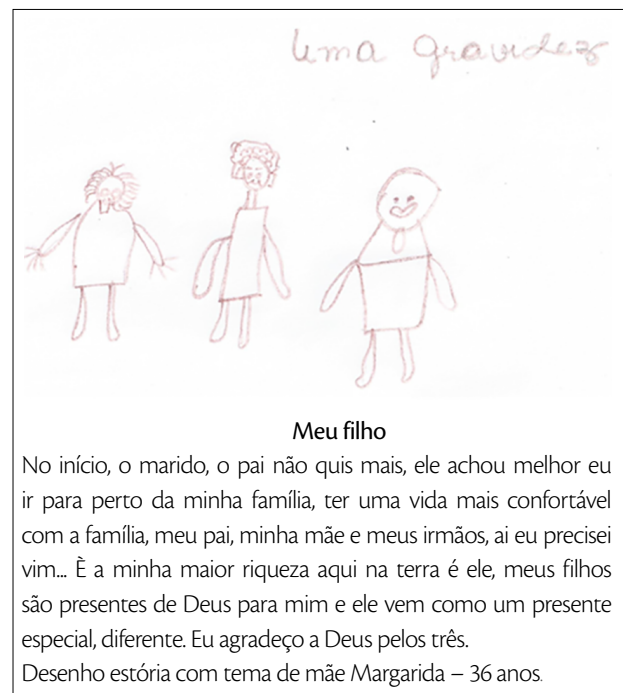 Uma gravidez
Meu filho
No início, o marido, o pai não quis mais, ele achou melhor eu
ir para perto da minha família, ter uma vida mais confortável
com a família, meu pai, minha mãe e meus irmãos, ai eu precisei
vim... È a minha maior riqueza aqui na terra é ele, meus filhos
são presentes de Deus para mim e ele vem como um presente
especial, diferente. Eu agradeço a Deus pelos três.
Desenho estória com tema de mãe Margarida – 36 anos.